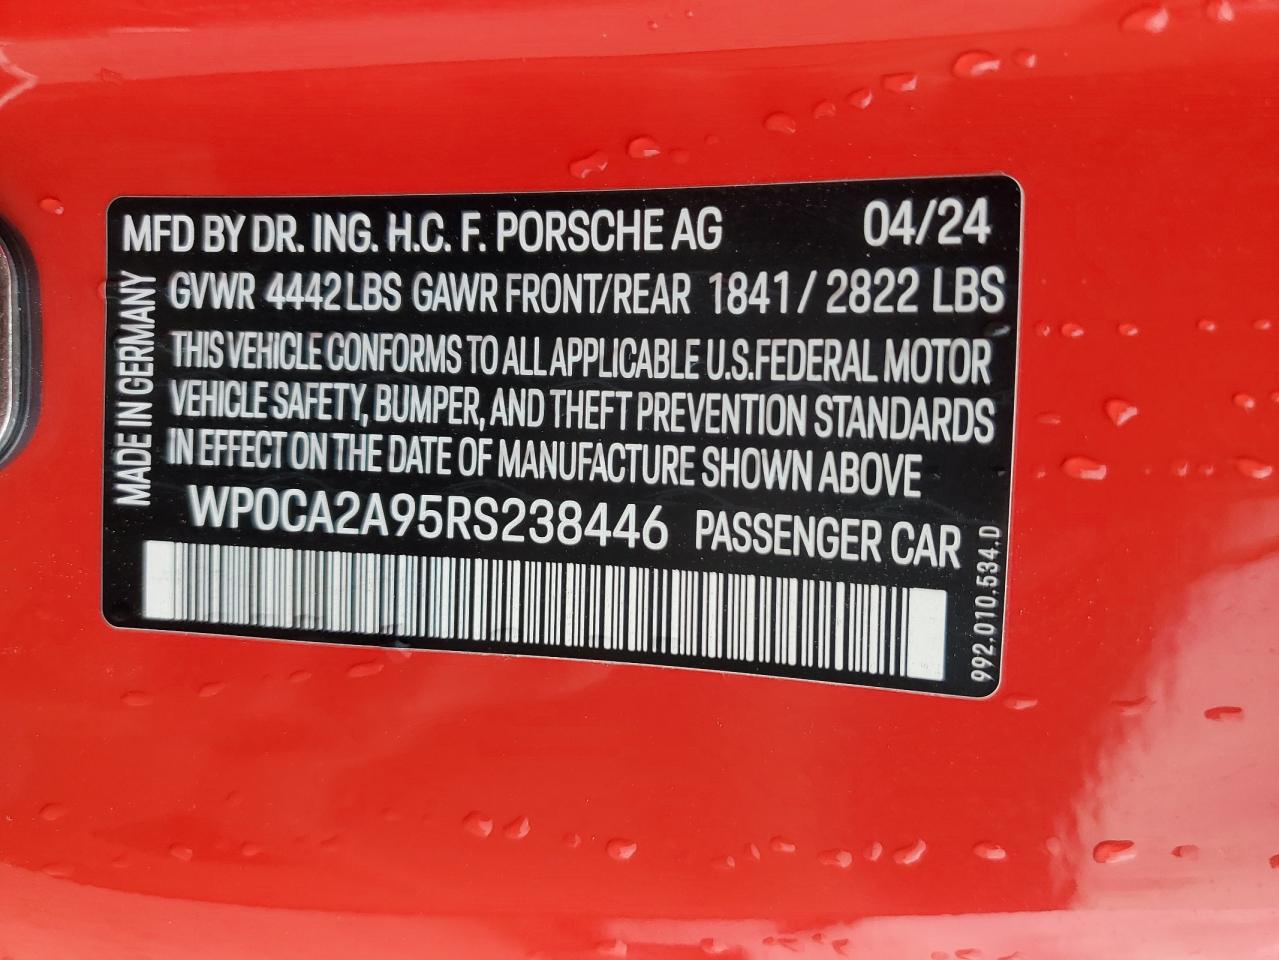 MFD BY DR. ING. H.C. F. PORSCHE AG 04/24
GVWR 4442 LBS GAWR FRONT/REAR 1841 / 2822 LBS
THIS VEHICLE CONFORMS TO ALL APPLICABLE U.S.FEDERAL MOTOR
VEHICLE SAFETY, BUMPER, AND THEFT PREVENTION STANDARDS
IN EFFECT ON THE DATE OF MANUFACTURE SHOWN ABOVE
WP0CA2A95RS238446 PASSENGER CAR
MADE IN GERMANY
992.010.534.D